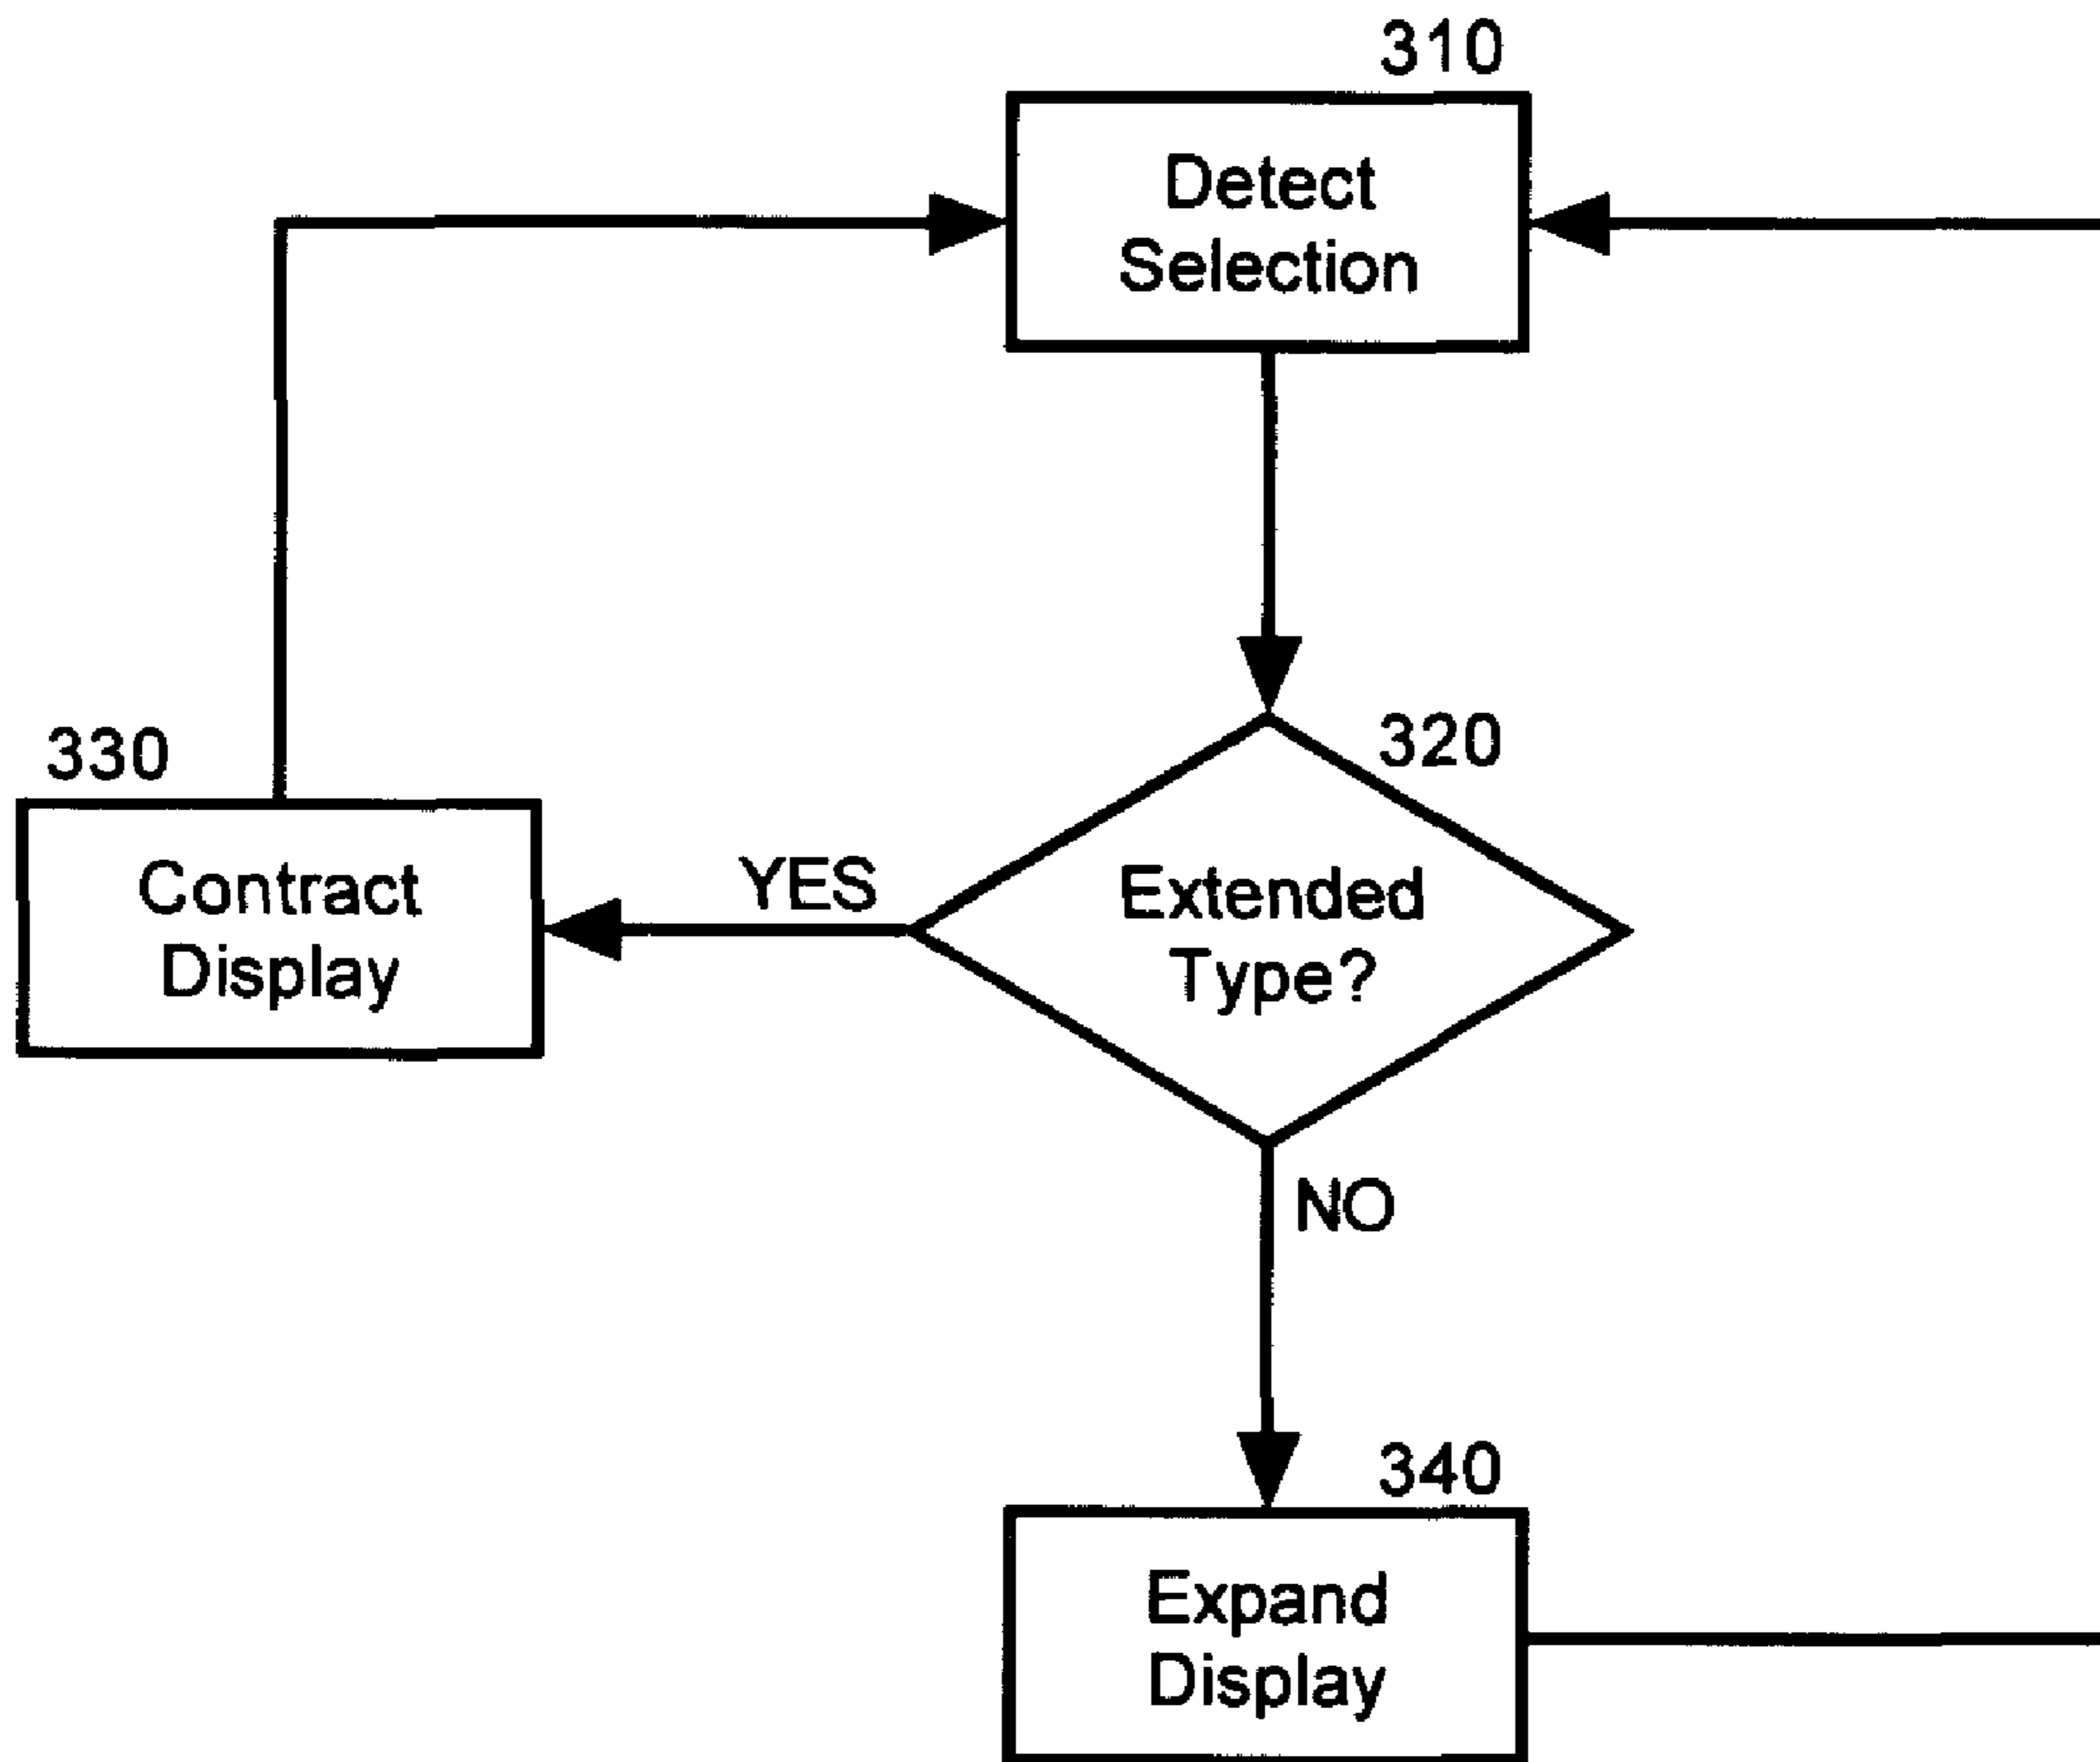 310
Detect
Selection
320
330
Contract
Display
YES
Extended
Type?
NO
340
Expand
Display